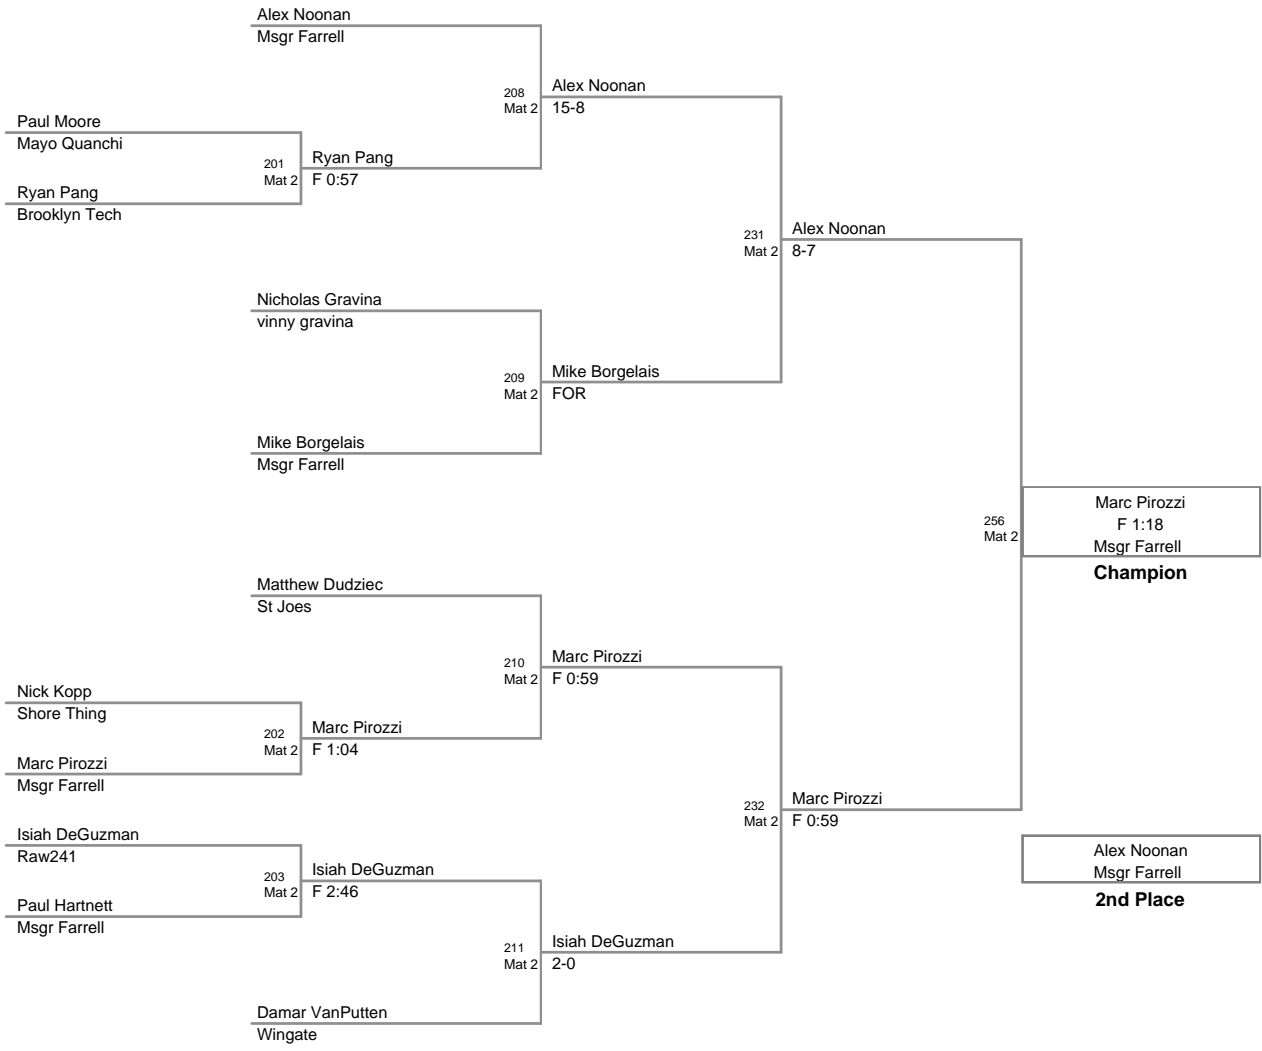 Alex Noonan
Msgr Farrell
208
Mat 2
Alex Noonan
15-8
Paul Moore
Mayo Quanchi
201
Mat 2
Ryan Pang
F 0:57
Ryan Pang
Brooklyn Tech
231
Mat 2
Alex Noonan
8-7
Nicholas Gravina
vinny gravina
209
Mat 2
Mike Borgelais
FOR
Mike Borgelais
Msgr Farrell
256
Mat 2
Marc Pirozzi
F 1:18
Msgr Farrell
Champion
Matthew Dudziec
St Joes
210
Mat 2
Marc Pirozzi
F 0:59
Nick Kopp
Shore Thing
202
Mat 2
Marc Pirozzi
F 1:04
Marc Pirozzi
Msgr Farrell
232
Mat 2
Marc Pirozzi
F 0:59
Isiah DeGuzman
Raw241
203
Mat 2
Isiah DeGuzman
F 2:46
Paul Hartnett
Msgr Farrell
Alex Noonan
Msgr Farrell
2nd Place
211
Mat 2
Isiah DeGuzman
2-0
Damar VanPutten
Wingate